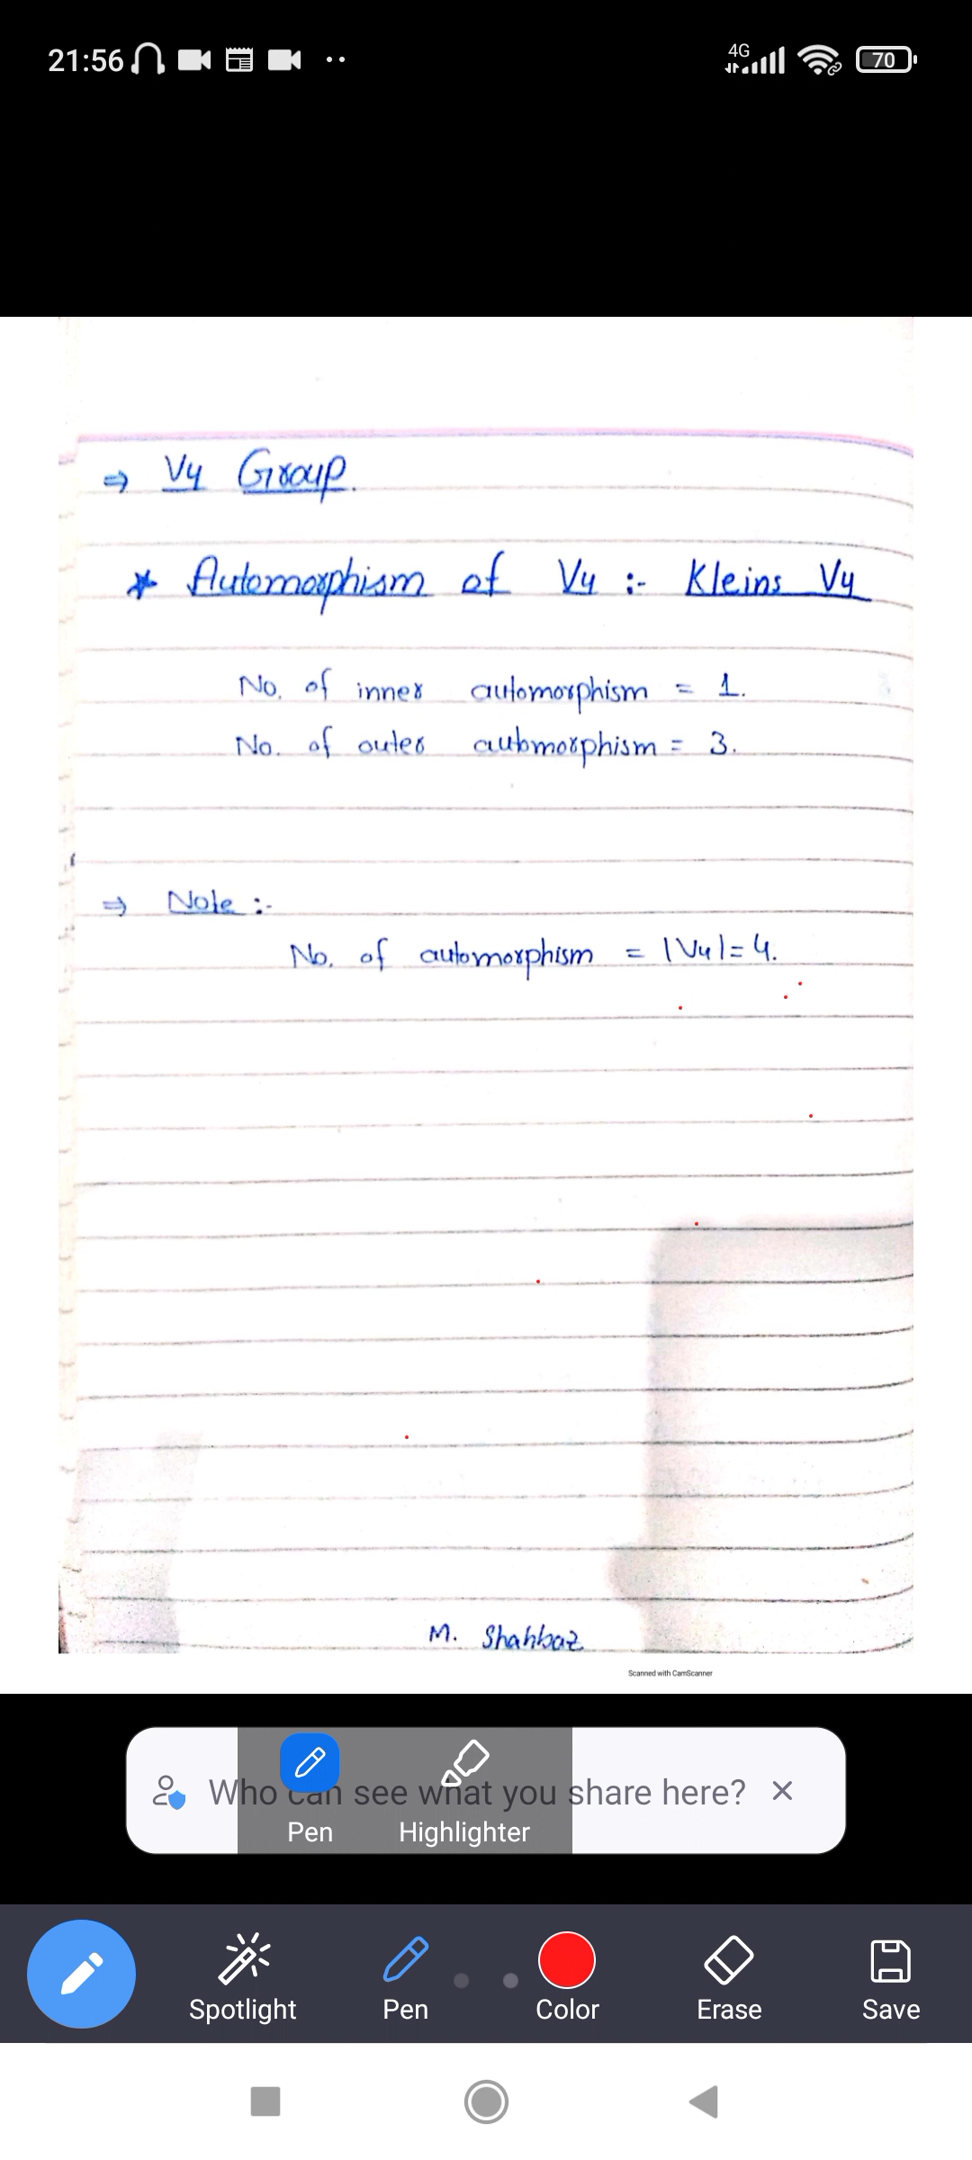 21:56
4G
70
⇒ V4 Group.
* Automorphism of V4 :- Kleins V4
No. of inner automorphism = 1.
No. of outer automorphism = 3.
⇒ Note :-
No. of automorphism = |V4| = 4.
M. Shahbaz
Scanned with CamScanner
Who can see what you share here?
Pen Highlighter
Spotlight Pen Color Erase Save